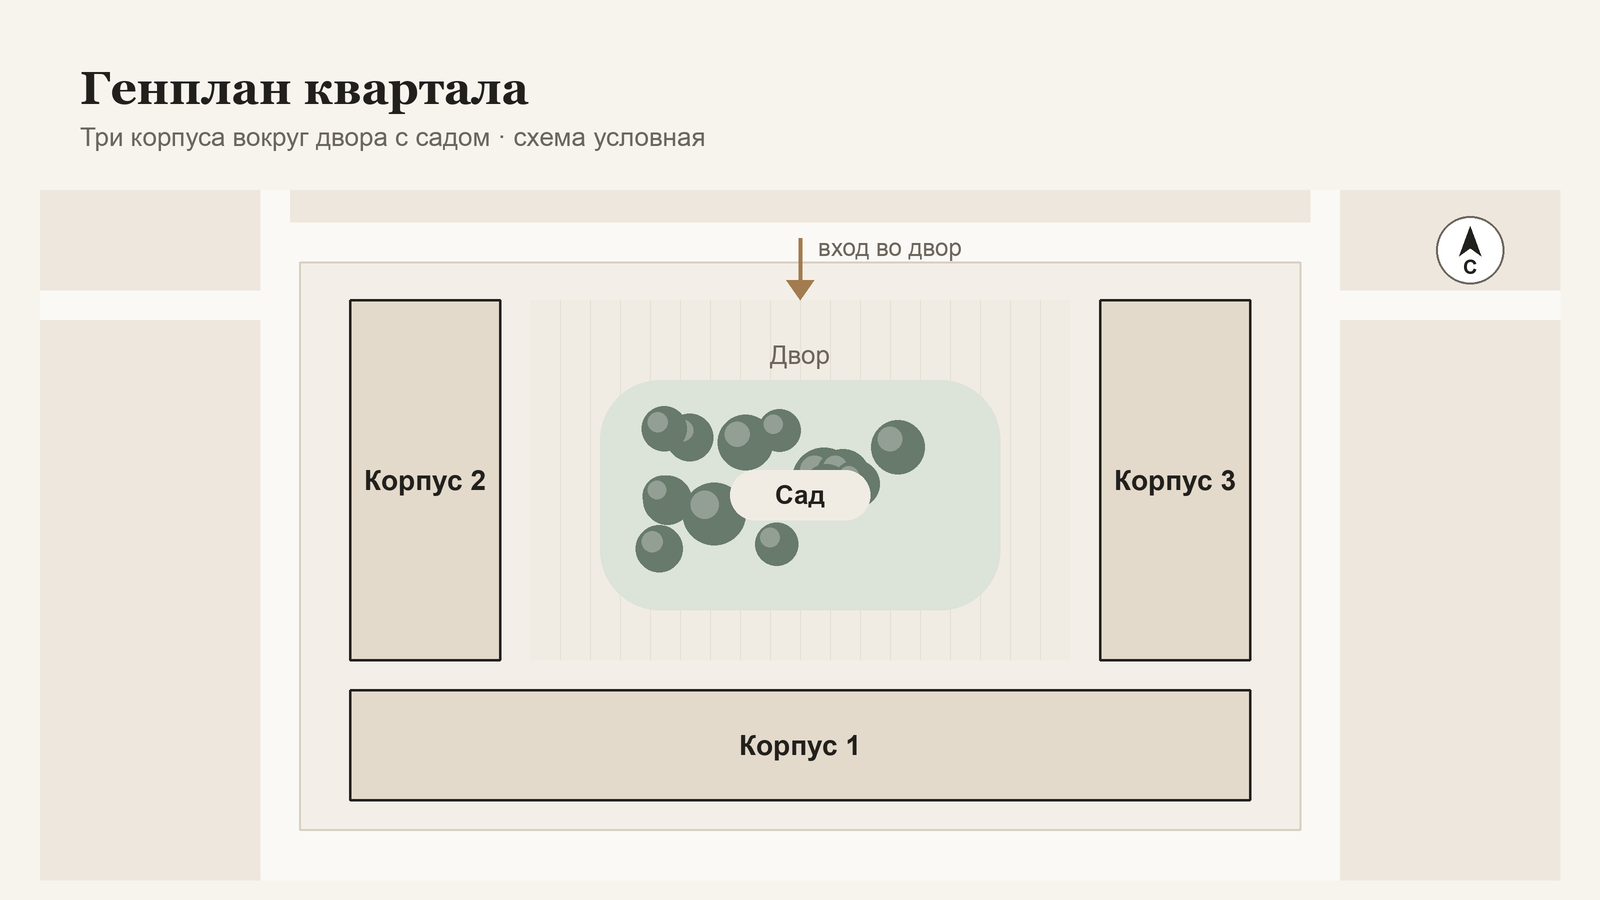 Генплан квартала
Три корпуса вокруг двора с садом · схема условная
вход во двор
С
Двор
Корпус 2
Сад
Корпус 3
Корпус 1